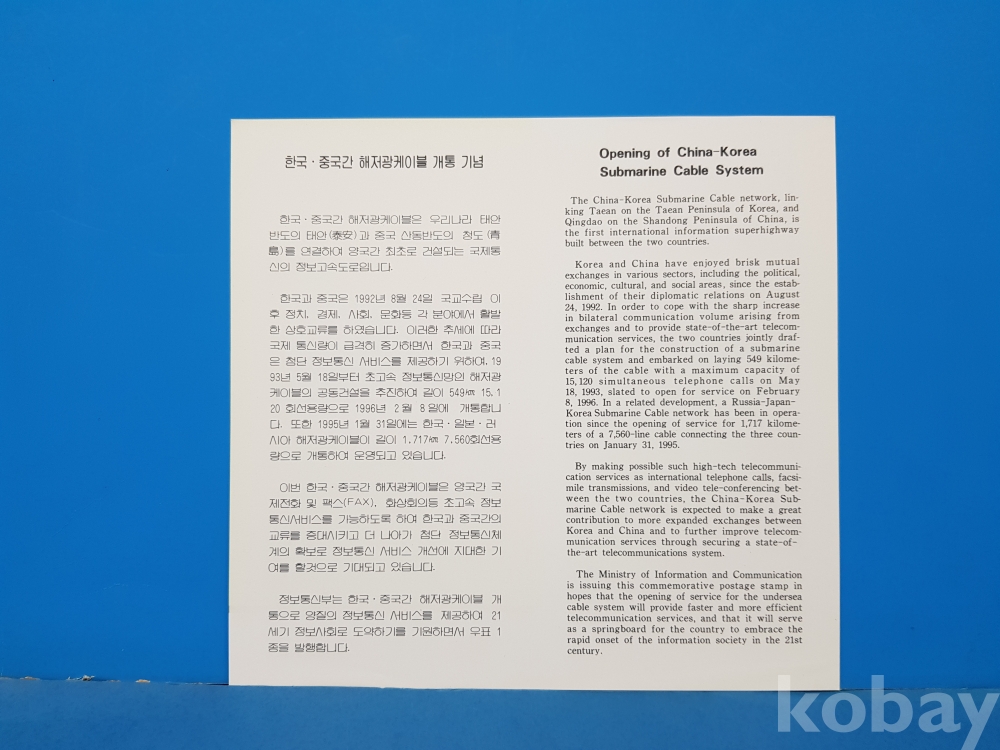 한국·중국간 해저광케이블 개통 기념
한국·중국간 해저광케이블은 우리나라 태안
반도의 태안(泰安)과 중국 산동반도의 청도(青
島)를 연결하여 양국간 최초로 건설되는 국제통
신의 정보고속도로입니다.
한국과 중국은 1992년 8월 24일 국교수립 이
후 정치, 경제, 사회, 문화등 각 분야에서 활발
한 상호교류를 하였습니다. 이러한 추세에 따라
국제 통신량이 급격히 증가하면서 한국과 중국
은 첨단 정보통신 서비스를 제공하기 위하여, 19
93년 5월 18일부터 초고속 정보통신망인 해저광
케이블의 공동건설을 추진하여 길이 549㎞ 15,1
20 회선용량으로 1996년 2월 8일에 개통합니
다. 또한 1995년 1월 31일에는 한국·일본·러
시아 해저광케이블이 길이 1,717㎞ 7,560회선용
량으로 개통하여 운영되고 있습니다.
이번 한국·중국간 해저광케이블은 양국간 국
제전화 및 팩스(FAX), 화상회의등 초고속 정보
통신서비스를 가능하도록 하여 한국과 중국간의
교류를 증대시키고 더 나아가 첨단 정보통신체
계의 확보로 정보통신 서비스 개선에 지대한 기
여를 할것으로 기대되고 있습니다.
정보통신부는 한국·중국간 해저광케이블 개
통으로 양질의 정보통신 서비스를 제공하여 21
세기 정보사회로 도약하기를 기원하면서 우표 1
종을 발행합니다.
Opening of China-Korea
Submarine Cable System
The China-Korea Submarine Cable network, lin-
king Taean on the Taean Peninsula of Korea, and
Qingdao on the Shandong Peninsula of China, is
the first international information superhighway
built between the two countries.
Korea and China have enjoyed brisk mutual
exchanges in various sectors, including the political,
economic, cultural, and social areas, since the estab-
lishment of their diplomatic relations on August
24, 1992. In order to cope with the sharp increase
in bilateral communication volume arising from
exchanges and to provide state-of-the-art telecom-
munication services, the two countries jointly draf-
ted a plan for the construction of a submarine
cable system and embarked on laying 549 kilome-
ters of the cable with a maximum capacity of
15,120 simultaneous telephone calls on May
18, 1993, slated to open for service on February
8, 1996. In a related development, a Russia-Japan-
Korea Submarine Cable network has been in opera-
tion since the opening of service for 1,717 kilome-
ters of a 7,560-line cable connecting the three coun-
tries on January 31, 1995.
By making possible such high-tech telecommuni-
cation services as international telephone calls, facsi-
mile transmissions, and video tele-conferencing bet-
ween the two countries, the China-Korea Sub-
marine Cable network is expected to make a great
contribution to more expanded exchanges between
Korea and China and to further improve telecom-
munication services through securing a state-of-
the-art telecommunications system.
The Ministry of Information and Communication
is issuing this commemorative postage stamp in
hopes that the opening of service for the undersea
cable system will provide faster and more efficient
telecommunication services, and that it will serve
as a springboard for the country to embrace the
rapid onset of the information society in the 21st
century.
kobay